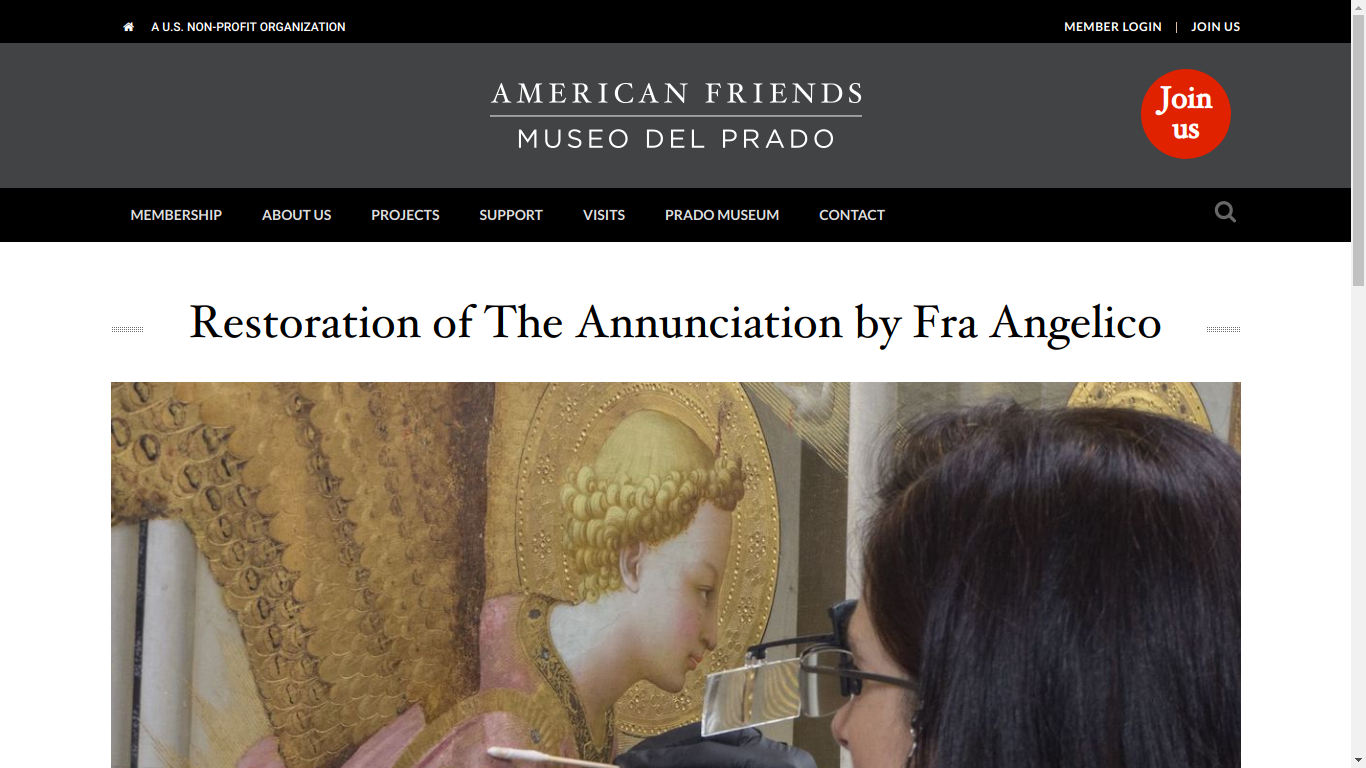 A U.S. NON-PROFIT ORGANIZATION
MEMBER LOGIN | JOIN US
AMERICAN FRIENDS
MUSEO DEL PRADO
Join
us
MEMBERSHIP ABOUT US PROJECTS SUPPORT VISITS PRADO MUSEUM CONTACT
Restoration of The Annunciation by Fra Angelico